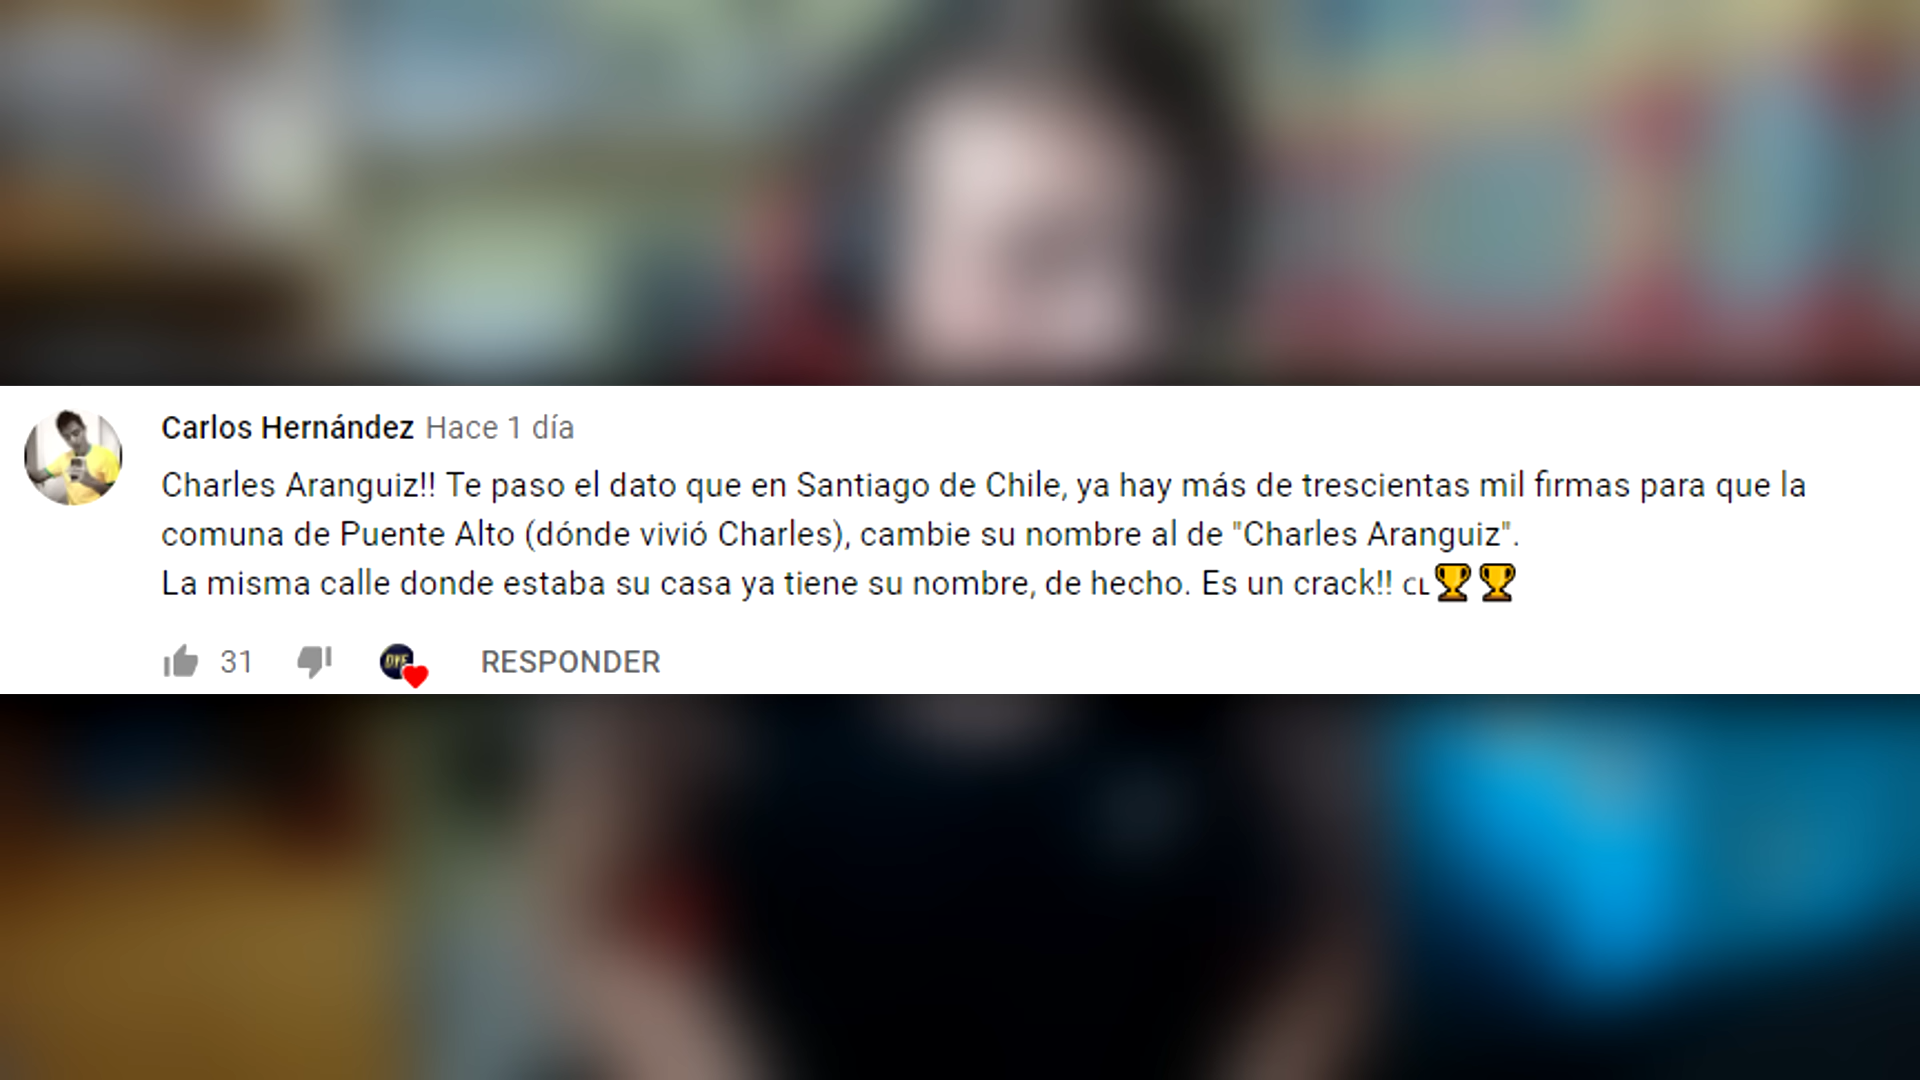 Carlos Hernández Hace 1 día
Charles Aranguiz!! Te paso el dato que en Santiago de Chile, ya hay más de trescientas mil firmas para que la
comuna de Puente Alto (dónde vivió Charles), cambie su nombre al de "Charles Aranguiz".
La misma calle donde estaba su casa ya tiene su nombre, de hecho. Es un crack!! CL🏆🏆
31 RESPONDER